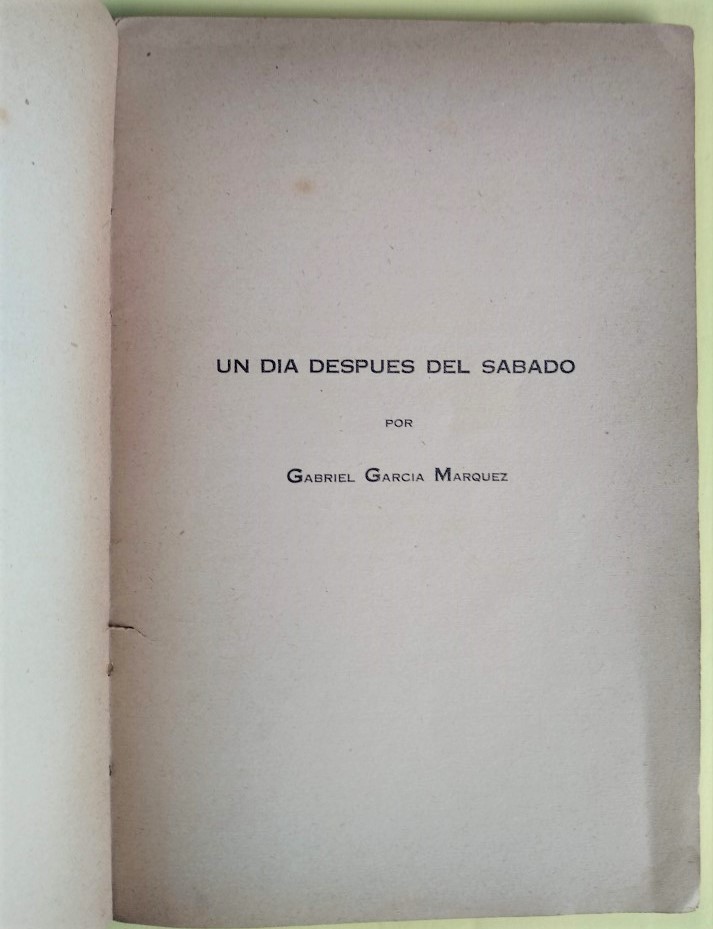 UN DIA DESPUES DEL SABADO
POR
GABRIEL GARCIA MARQUEZ